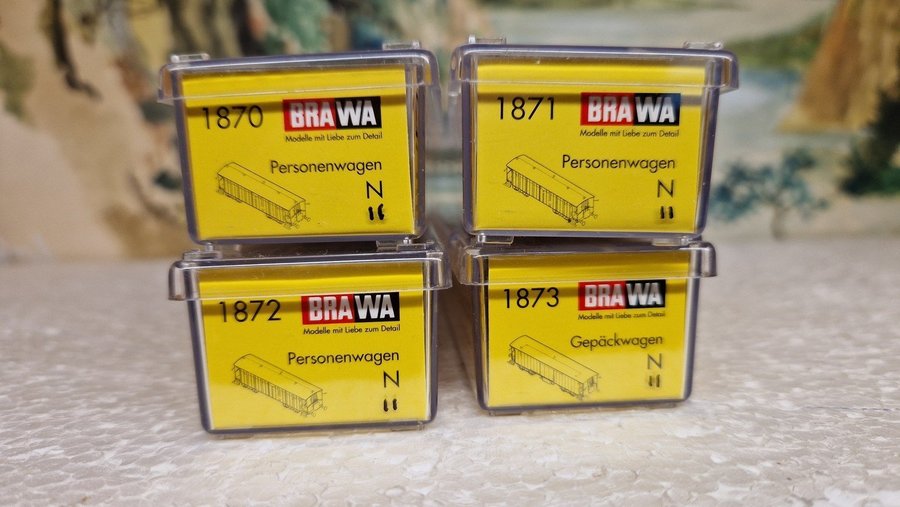 1870
BRAWA
Modelle mit Liebe zum Detail
Personenwagen
N
1871
BRAWA
Modelle mit Liebe zum Detail
Personenwagen
N
1872
BRAWA
Modelle mit Liebe zum Detail
Personenwagen
N
1873
BRAWA
Modelle mit Liebe zum Detail
Gepäckwagen
N